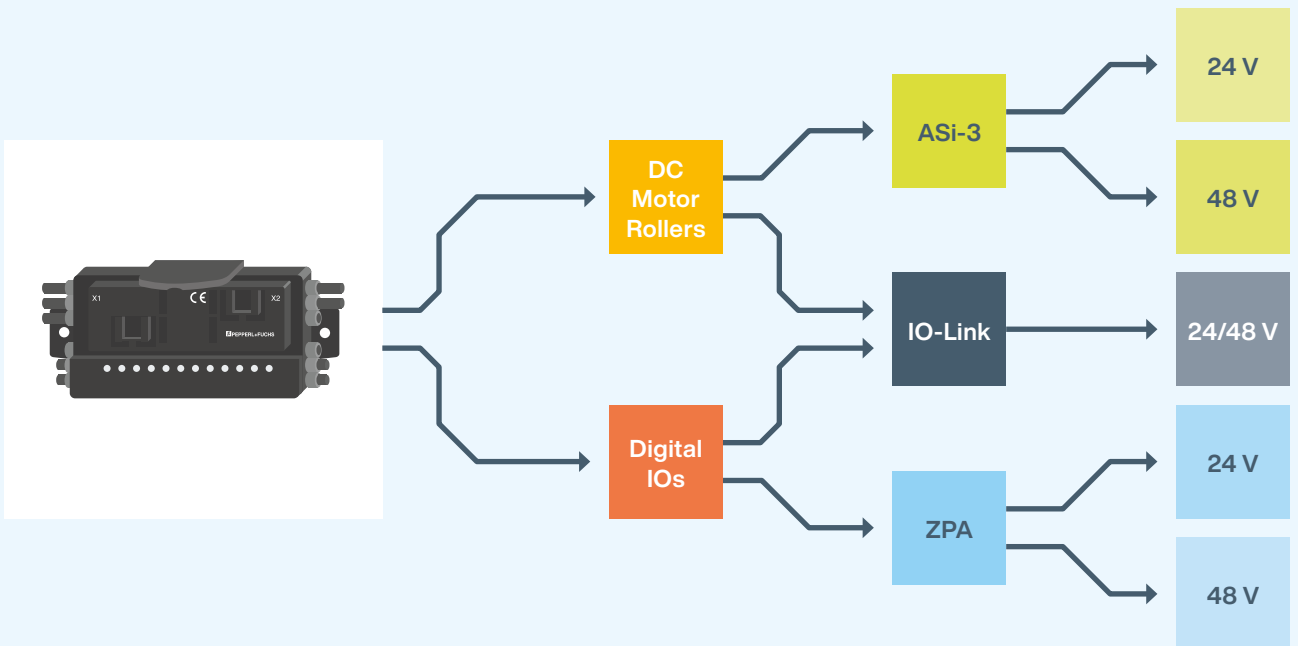 X1
CE
X2
PEPPERL+FUCHS
DC
Motor
Rollers
Digital
IOs
ASi-3
IO-Link
ZPA
24 V
48 V
24/48 V
24 V
48 V